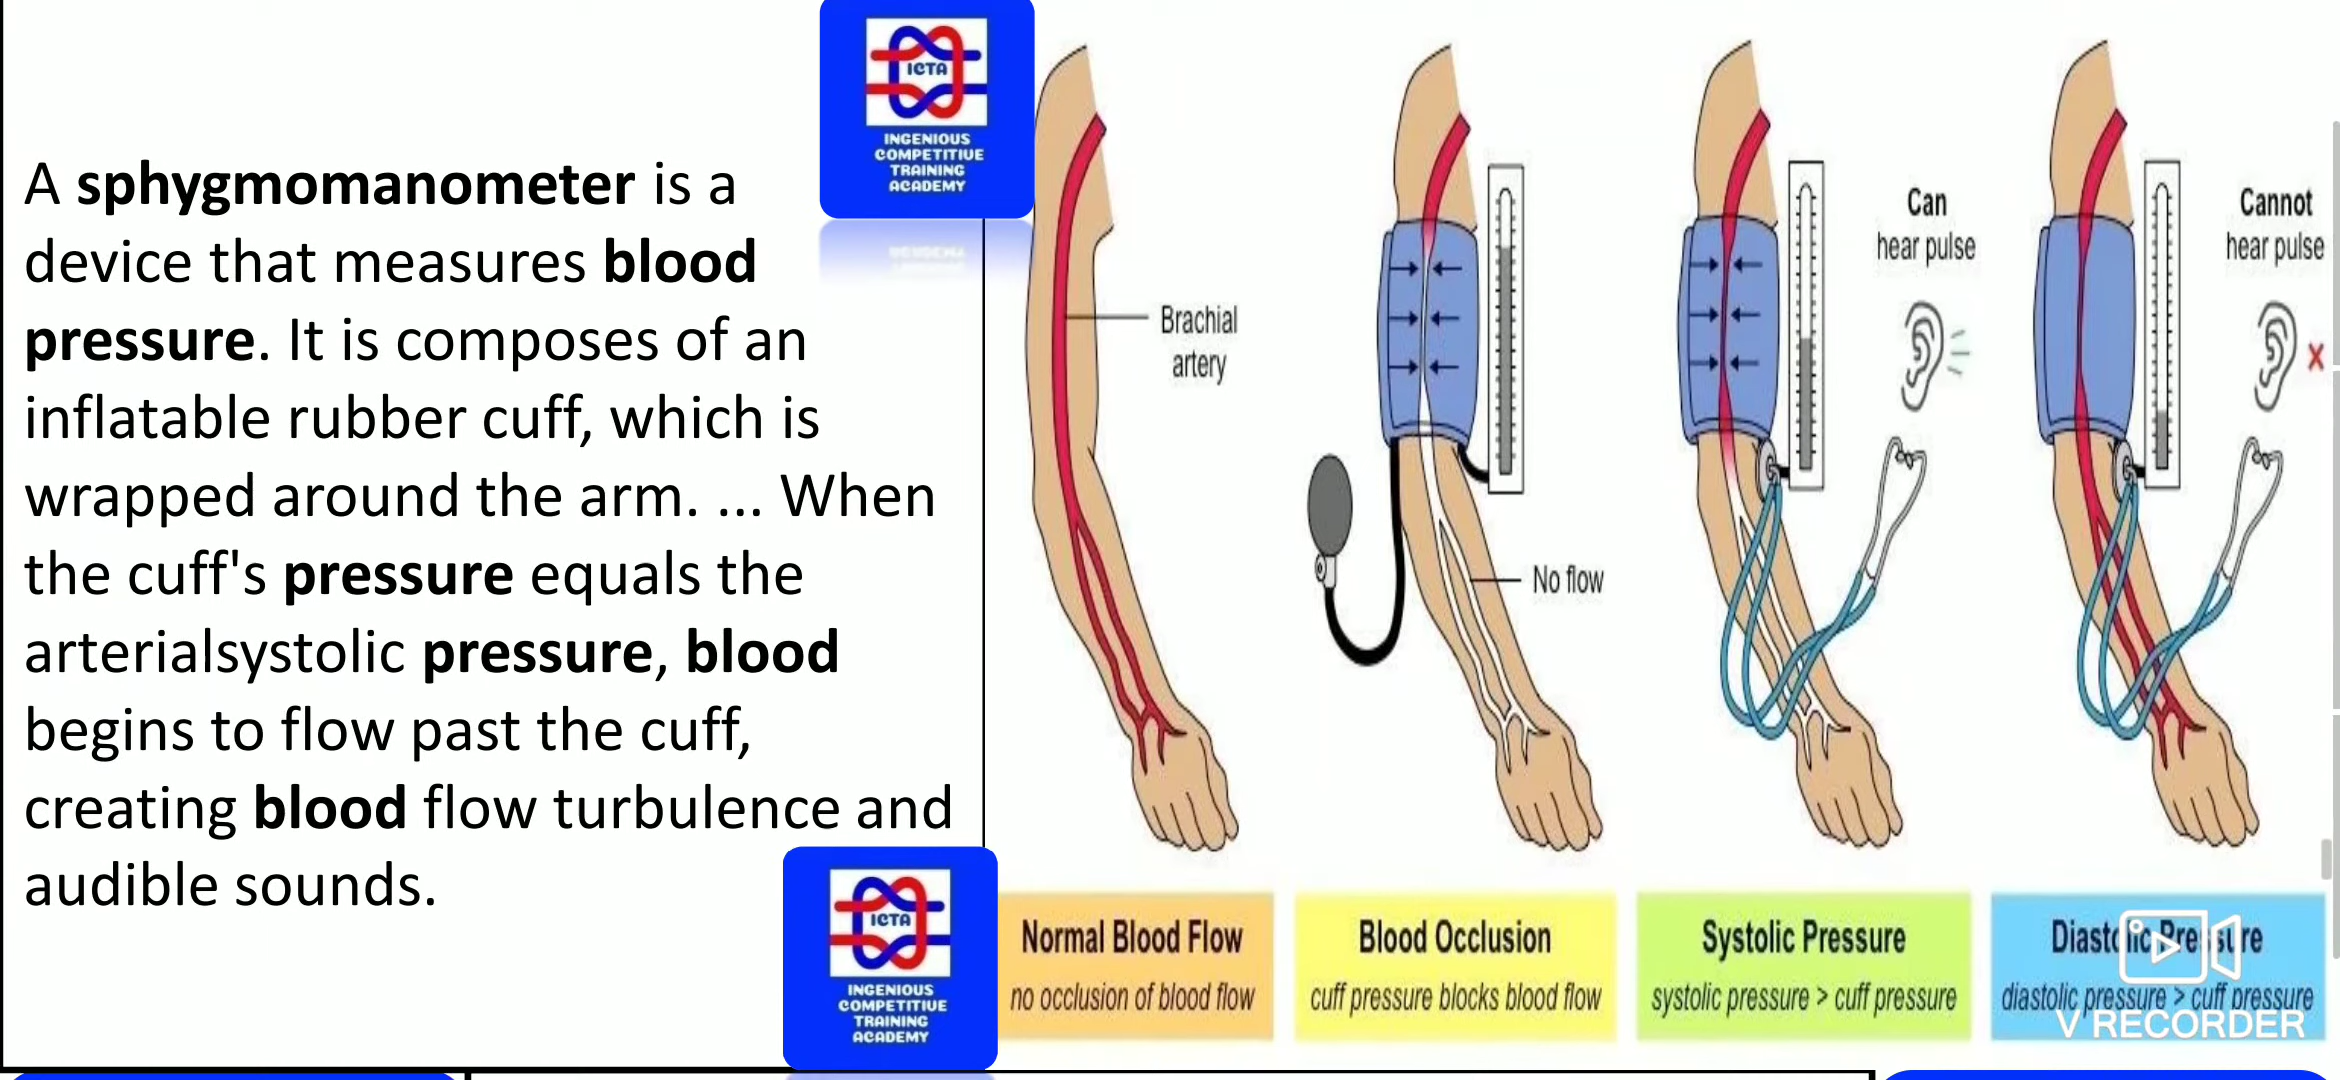 A sphygmomanometer is a
device that measures blood
pressure. It is composes of an
inflatable rubber cuff, which is
wrapped around the arm. ... When
the cuff's pressure equals the
arterialsystolic pressure, blood
begins to flow past the cuff,
creating blood flow turbulence and
audible sounds.
ICTA
INGENIOUS
COMPETITIVE
TRAINING
ACADEMY
Brachial
artery
No flow
Can
hear pulse
Cannot
hear pulse
ICTA
INGENIOUS
COMPETITIVE
TRAINING
ACADEMY
Normal Blood Flow
no occlusion of blood flow
Blood Occlusion
cuff pressure blocks blood flow
Systolic Pressure
systolic pressure > cuff pressure
Diastolic Pressure
diastolic pressure > cuff pressure
V RECORDER